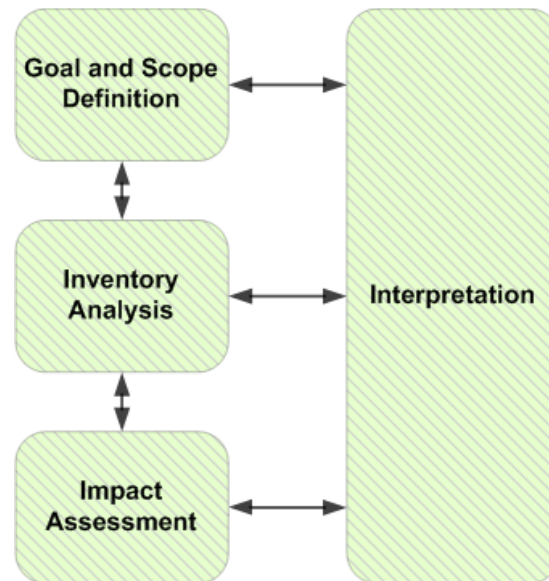 Goal and Scope
Definition
Inventory
Analysis
Interpretation
Impact
Assessment